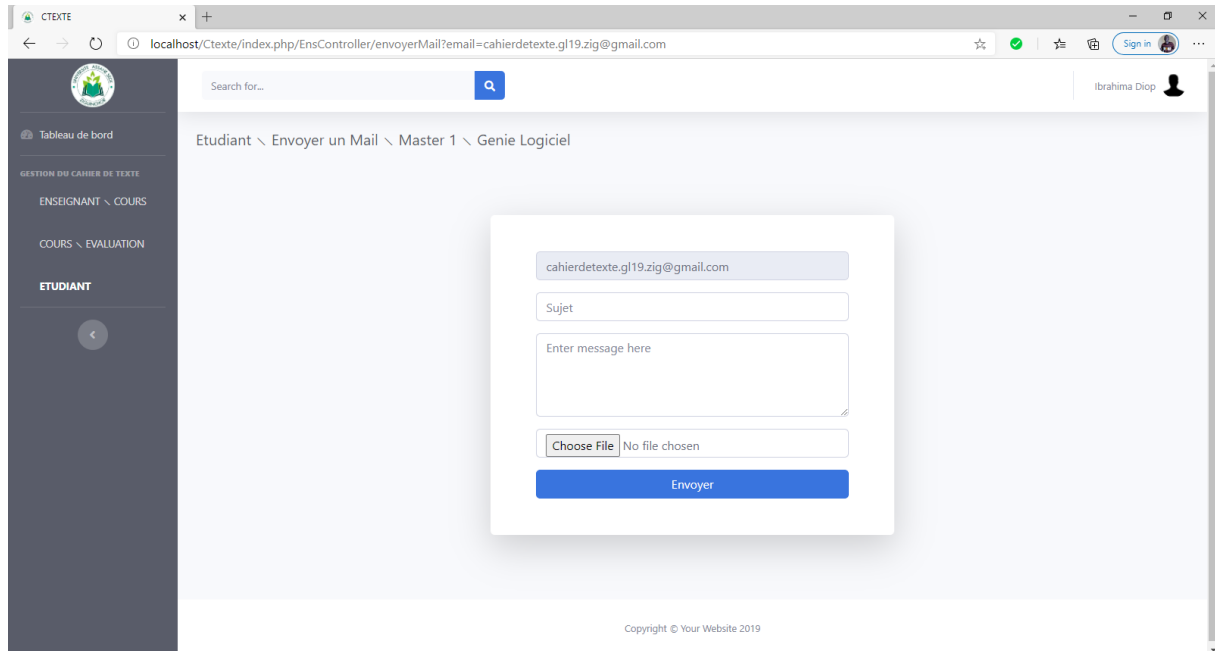 CTEXTE
localhost/Ctexte/index.php/EnsController/envoyerMail?email=cahierdetexte.gl19.zig@gmail.com
Sign in
Search for...
Ibrahima Diop
Tableau de bord
Etudiant \ Envoyer un Mail \ Master 1 \ Genie Logiciel
GESTION DU CAHIER DE TEXTE
ENSEIGNANT \ COURS
COURS \ EVALUATION
ETUDIANT
cahierdetexte.gl19.zig@gmail.com
Sujet
Enter message here
Choose File No file chosen
Envoyer
Copyright © Your Website 2019